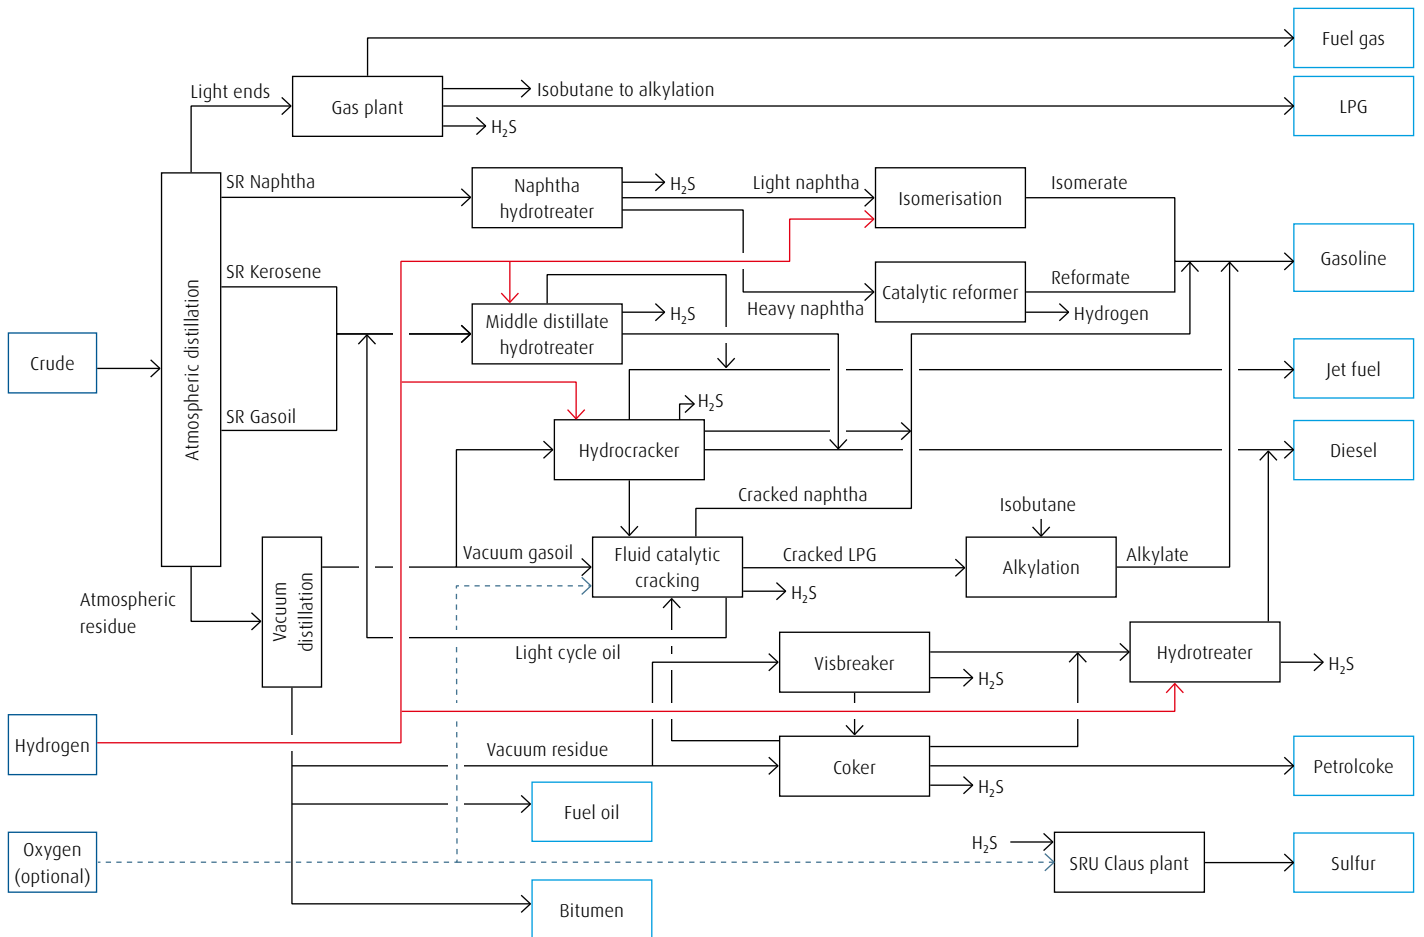 Fuel gas
Light ends
Gas plant
Isobutane to alkylation
LPG
H₂S
SR Naphtha
Naphtha
hydrotreater
H₂S
Light naphtha
Isomerisation
Isomerate
Gasoline
SR Kerosene
Catalytic reformer
Reformate
Heavy naphtha
Hydrogen
Middle distillate
hydrotreater
H₂S
Crude
Atmospheric distillation
Jet fuel
H₂S
SR Gasoil
Hydrocracker
Diesel
Cracked naphtha
Isobutane
Vacuum gasoil
Fluid catalytic
cracking
Cracked LPG
Alkylation
Alkylate
H₂S
Atmospheric
residue
Vacuum
distillation
Light cycle oil
Visbreaker
H₂S
Hydrotreater
H₂S
Hydrogen
Vacuum residue
Coker
H₂S
Petrolcoke
Fuel oil
Oxygen
(optional)
H₂S
SRU Claus plant
Sulfur
Bitumen